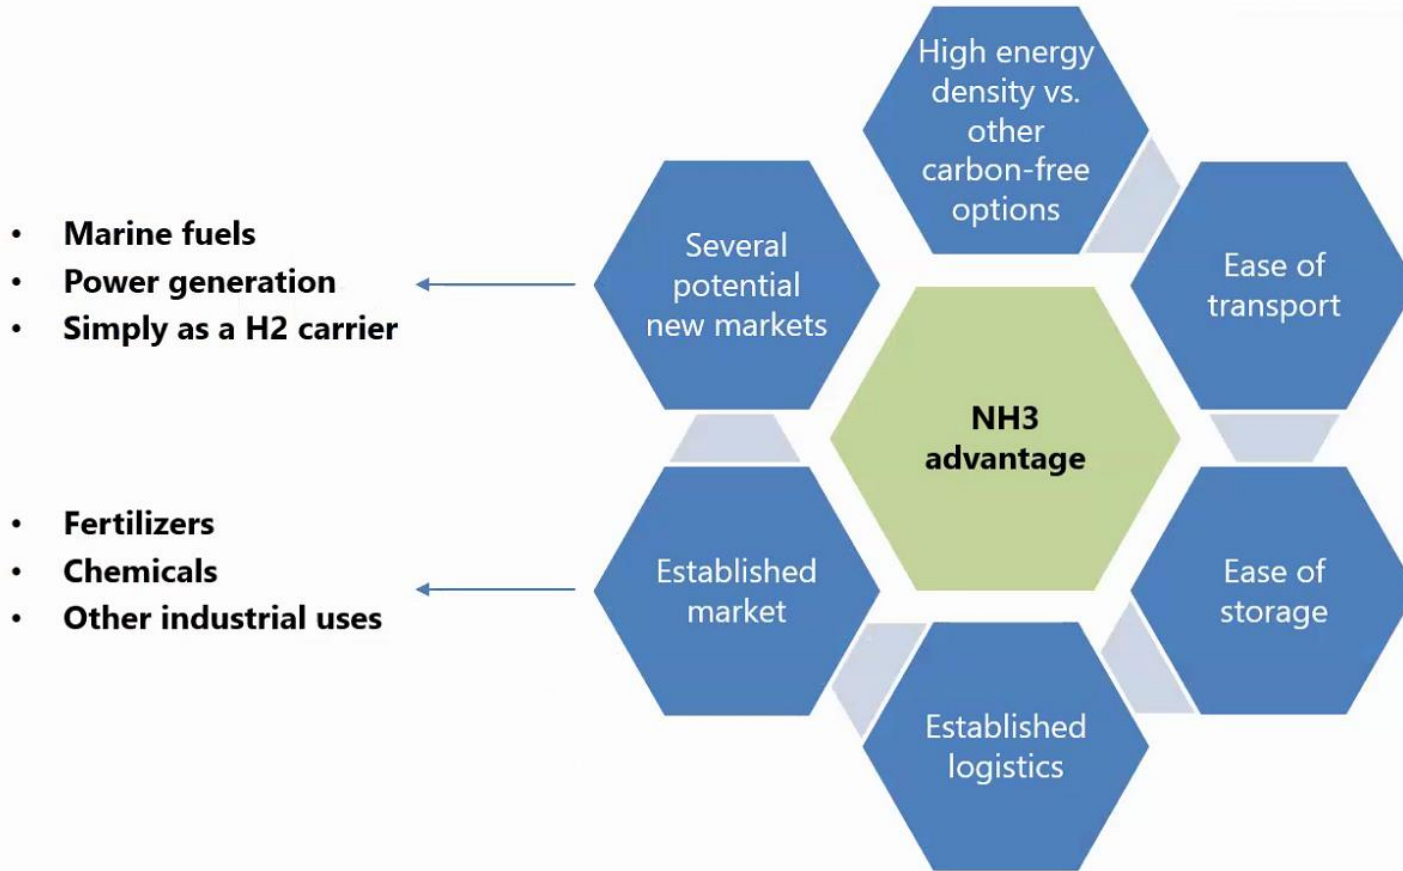 High energy
density vs.
other
carbon-free
options
Several
potential
new markets
Ease of
transport
• Marine fuels
• Power generation
• Simply as a H2 carrier
NH3
advantage
• Fertilizers
• Chemicals
• Other industrial uses
Established
market
Ease of
storage
Established
logistics